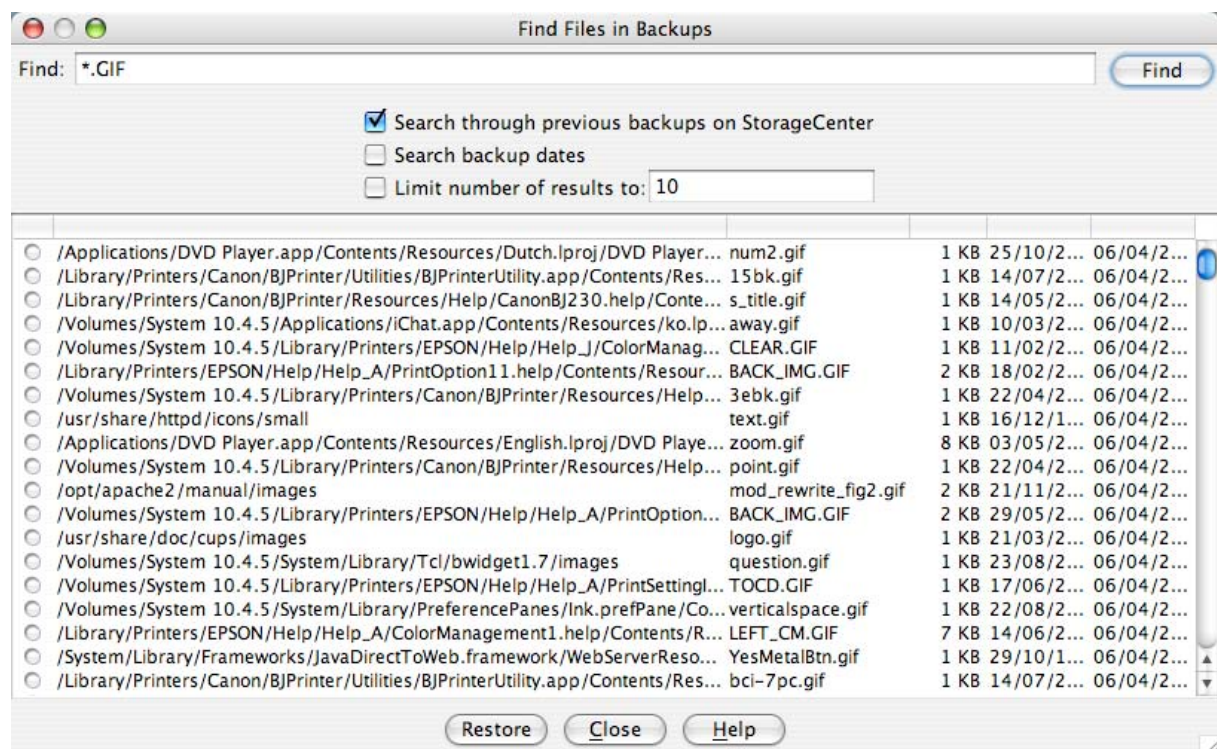 Find Files in Backups
Find: *.GIF Find
Search through previous backups on StorageCenter
Search backup dates
Limit number of results to: 10
/Applications/DVD Player.app/Contents/Resources/Dutch.lproj/DVD Player... num2.gif 1 KB 25/10/2... 06/04/2...
/Library/Printers/Canon/BJPrinter/Utilities/BJPrinterUtility.app/Contents/Res... 15bk.gif 1 KB 14/07/2... 06/04/2...
/Library/Printers/Canon/BJPrinter/Resources/Help/CanonBJ230.help/Conte... s_title.gif 1 KB 14/05/2... 06/04/2...
/Volumes/System 10.4.5/Applications/iChat.app/Contents/Resources/ko.lp... away.gif 1 KB 10/03/2... 06/04/2...
/Volumes/System 10.4.5/Library/Printers/EPSON/Help/Help_J/ColorManag... CLEAR.GIF 1 KB 11/02/2... 06/04/2...
/Library/Printers/EPSON/Help/Help_A/PrintOption11.help/Contents/Resour... BACK_IMG.GIF 2 KB 18/02/2... 06/04/2...
/Volumes/System 10.4.5/Library/Printers/Canon/BJPrinter/Resources/Help... 3ebk.gif 1 KB 22/04/2... 06/04/2...
/usr/share/httpd/icons/small text.gif 1 KB 16/12/1... 06/04/2...
/Applications/DVD Player.app/Contents/Resources/English.lproj/DVD Playe... zoom.gif 8 KB 03/05/2... 06/04/2...
/Volumes/System 10.4.5/Library/Printers/Canon/BJPrinter/Resources/Help... point.gif 1 KB 22/04/2... 06/04/2...
/opt/apache2/manual/images mod_rewrite_fig2.gif 2 KB 21/11/2... 06/04/2...
/Volumes/System 10.4.5/Library/Printers/EPSON/Help/Help_A/PrintOption... BACK_IMG.GIF 2 KB 29/05/2... 06/04/2...
/usr/share/doc/cups/images logo.gif 1 KB 21/03/2... 06/04/2...
/Volumes/System 10.4.5/System/Library/Tcl/bwidget1.7/images question.gif 1 KB 23/08/2... 06/04/2...
/Volumes/System 10.4.5/Library/Printers/EPSON/Help/Help_A/PrintSettingI... TOCD.GIF 1 KB 17/06/2... 06/04/2...
/Volumes/System 10.4.5/System/Library/PreferencePanes/Ink.prefPane/Co... verticalspace.gif 1 KB 22/08/2... 06/04/2...
/Library/Printers/EPSON/Help/Help_A/ColorManagement1.help/Contents/R... LEFT_CM.GIF 7 KB 14/06/2... 06/04/2...
/System/Library/Frameworks/JavaDirectToWeb.framework/WebServerReso... YesMetalBtn.gif 1 KB 29/10/1... 06/04/2...
/Library/Printers/Canon/BJPrinter/Utilities/BJPrinterUtility.app/Contents/Res... bci-7pc.gif 1 KB 14/07/2... 06/04/2...
Restore Close Help